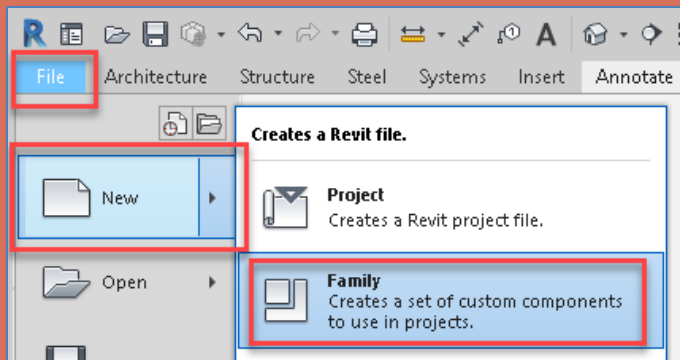 R
1 A
File Architecture Structure Steel Systems Insert Annotate
Creates a Revit file.
New
Project
Creates a Revit project file.
Open
Family
Creates a set of custom components
to use in projects.